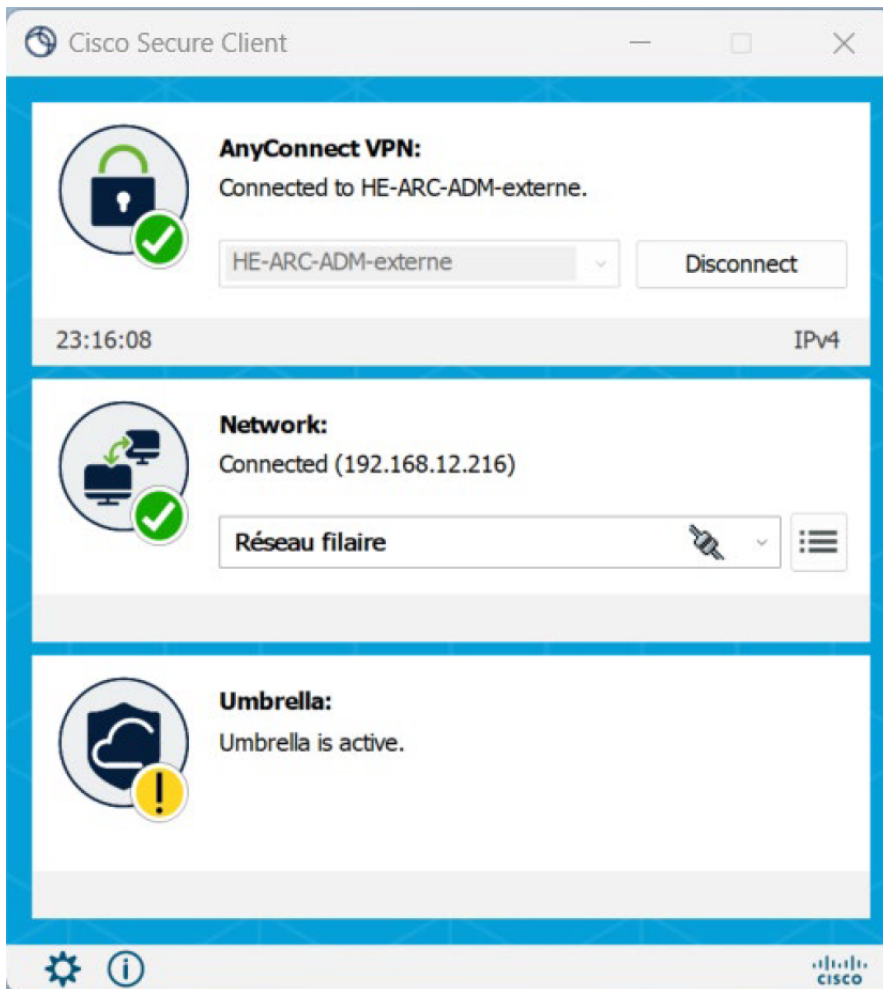 Cisco Secure Client
AnyConnect VPN:
Connected to HE-ARC-ADM-externe.
HE-ARC-ADM-externe
Disconnect
23:16:08
IPv4
Network:
Connected (192.168.12.216)
Réseau filaire
Umbrella:
Umbrella is active.
CISCO